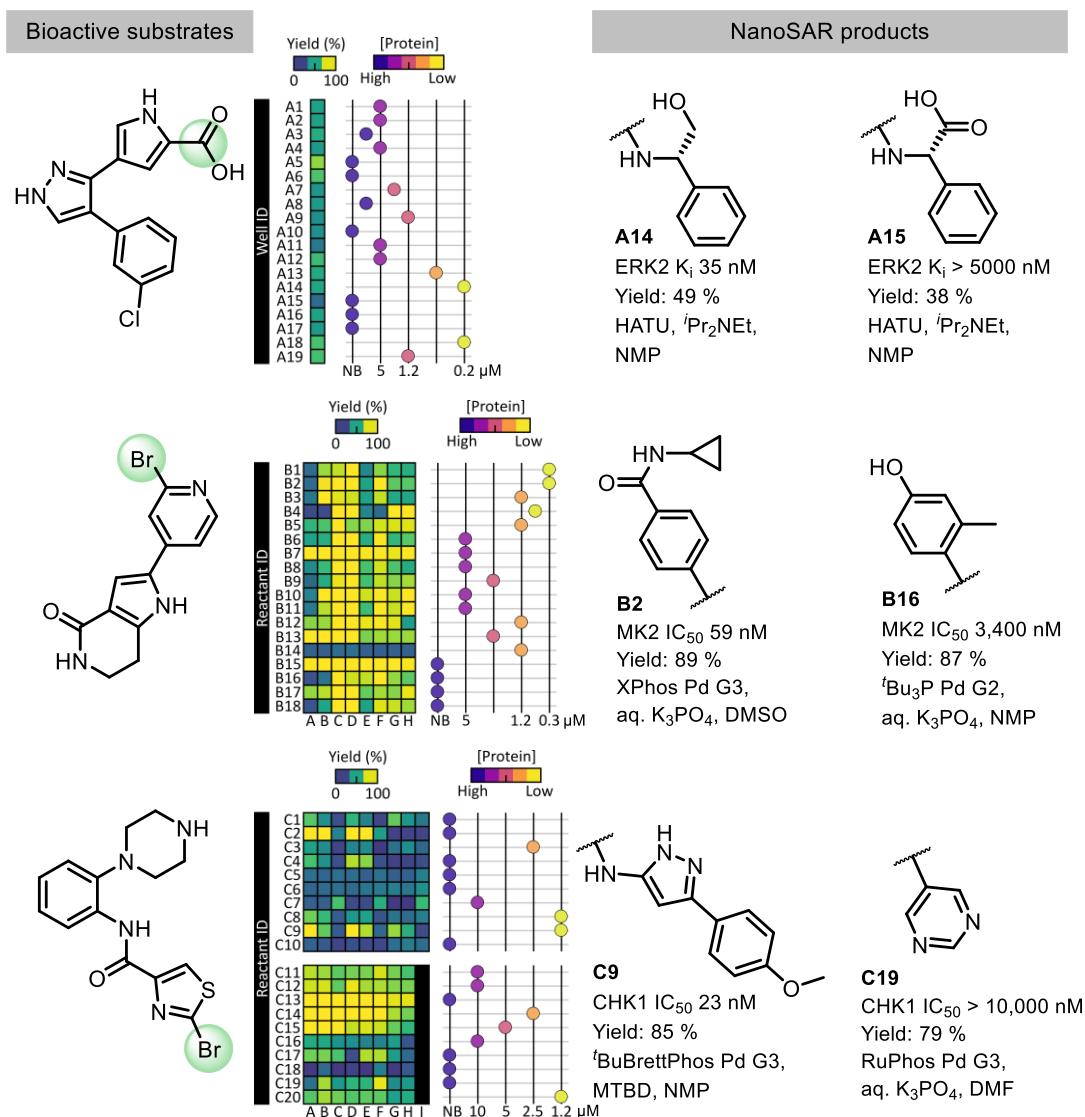 Bioactive substrates
NanoSAR products
Yield (%)
0 100
[Protein]
High Low
H
N
O
OH
N
HN
Cl
Well ID
A1
A2
A3
A4
A5
A6
A7
A8
A9
A10
A11
A12
A13
A14
A15
A16
A17
A18
A19
NB 5 1.2 0.2 µM
HO
N
H
A14
ERK2 Ki 35 nM
Yield: 49 %
HATU, iPr2NEt,
NMP
HO
O
N
H
A15
ERK2 Ki > 5000 nM
Yield: 38 %
HATU, iPr2NEt,
NMP
Yield (%)
0 100
[Protein]
High Low
Br
N
O
NH
HN
Reactant ID
B1
B2
B3
B4
B5
B6
B7
B8
B9
B10
B11
B12
B13
B14
B15
B16
B17
B18
A B C D E F G H
NB 5 1.2 0.3 µM
HN
O
B2
MK2 IC50 59 nM
Yield: 89 %
XPhos Pd G3,
aq. K3PO4, DMSO
HO
B16
MK2 IC50 3,400 nM
Yield: 87 %
tBu3P Pd G2,
aq. K3PO4, NMP
Yield (%)
0 100
[Protein]
High Low
NH
N
NH
O
S
N
Br
Reactant ID
C1
C2
C3
C4
C5
C6
C7
C8
C9
C10
C11
C12
C13
C14
C15
C16
C17
C18
C19
C20
A B C D E F G H I
NB 10 5 2.5 1.2 µM
H
N
N
HN
O
C9
CHK1 IC50 23 nM
Yield: 85 %
tBuBrettPhos Pd G3,
MTBD, NMP
N
N
C19
CHK1 IC50 > 10,000 nM
Yield: 79 %
RuPhos Pd G3,
aq. K3PO4, DMF